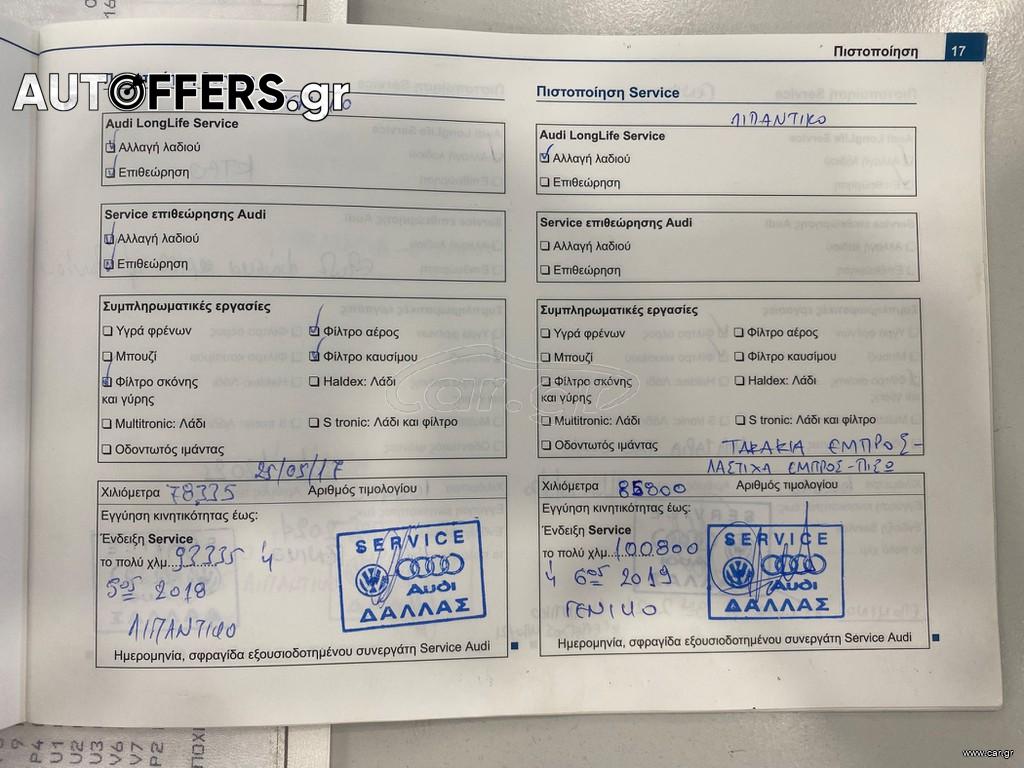 Πιστοποίηση 17
AUTOFFERS.gr
Audi LongLife Service
Αλλαγή λαδιού
Επιθεώρηση
Service επιθεώρησης Audi
Αλλαγή λαδιού
Επιθεώρηση
Συμπληρωματικές εργασίες
Υγρά φρένων Φίλτρο αέρος
Μπουζί Φίλτρο καυσίμου
Φίλτρο σκόνης Haldex: Λάδι
και γύρης
Multitronic: Λάδι S tronic: Λάδι και φίλτρο
Οδοντωτός ιμάντας
25/05/17
Χιλιόμετρα 78335 Αριθμός τιμολογίου
Εγγύηση κινητικότητας έως:
Ένδειξη Service
το πολύ χλμ. 93335 ή
5ος 2018
ΛΙΠΑΝΤΙΚΟ
SERVICE
Audi
ΔΑΛΛΑΣ
Ημερομηνία, σφραγίδα εξουσιοδοτημένου συνεργάτη Service Audi
Πιστοποίηση Service
ΛΙΠΑΝΤΙΚΟ
Audi LongLife Service
Αλλαγή λαδιού
Επιθεώρηση
Service επιθεώρησης Audi
Αλλαγή λαδιού
Επιθεώρηση
Συμπληρωματικές εργασίες
Υγρά φρένων Φίλτρο αέρος
Μπουζί Φίλτρο καυσίμου
Φίλτρο σκόνης Haldex: Λάδι
και γύρης
Multitronic: Λάδι S tronic: Λάδι και φίλτρο
Οδοντωτός ιμάντας ΤΑΚΑΚΙΑ ΕΜΠΡΟΣ-
ΛΑΣΤΙΧΑ ΕΜΠΡΟΣ-ΠΙΣΩ
Χιλιόμετρα 85800 Αριθμός τιμολογίου
Εγγύηση κινητικότητας έως:
Ένδειξη Service
το πολύ χλμ. 100800
ή 6ος 2019
ΓΕΝΙΚΟ
SERVICE
Audi
ΔΑΛΛΑΣ
Ημερομηνία, σφραγίδα εξουσιοδοτημένου συνεργάτη Service Audi
car.gr
www.car.gr